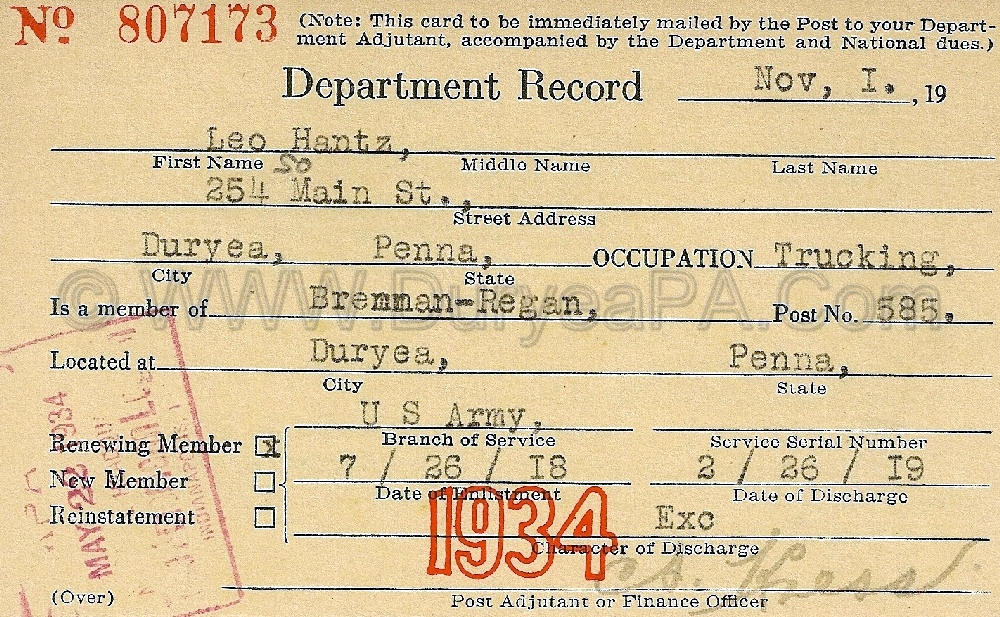 Nº 807173 (Note: This card to be immediately mailed by the Post to your Depart-
ment Adjutant, accompanied by the Department and National dues.)
Department Record Nov, I. , 19
Leo Hantz,
First Name Middle Name Last Name
so
254 Main St.,
Street Address
Duryea, Penna, OCCUPATION Trucking,
City State
© WWW.DuryeaPA.Com
Is a member of Bremman-Regan, Post No. 585.
Located at Duryea, Penna,
City State
U S Army,
Renewing Member x Branch of Service Service Serial Number
7 / 26 / I8 2 / 26 / I9
New Member Date of Enlistment Date of Discharge
Reinstatement Exc
1934
Character of Discharge
MAY 22 1934
INDIANAPOLIS
(Over) Post Adjutant or Finance Officer